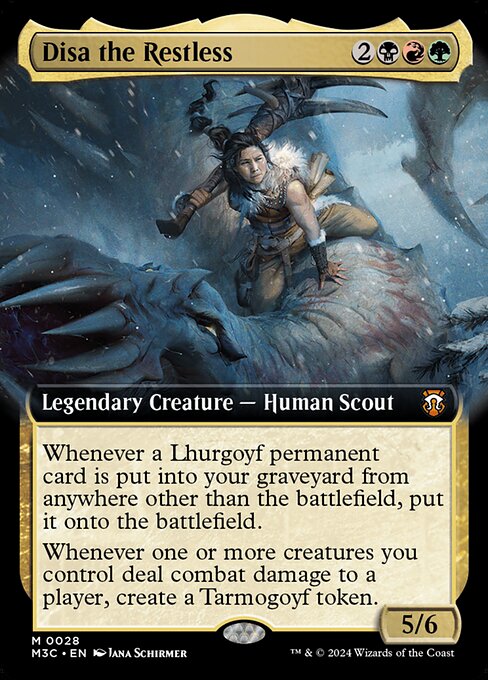 Disa the Restless 2
Legendary Creature — Human Scout
Whenever a Lhurgoyf permanent
card is put into your graveyard from
anywhere other than the battlefield, put
it onto the battlefield.
Whenever one or more creatures you
control deal combat damage to a
player, create a Tarmogoyf token.
5/6
M 0028
M3C • EN Jana Schirmer ™ & © 2024 Wizards of the Coast